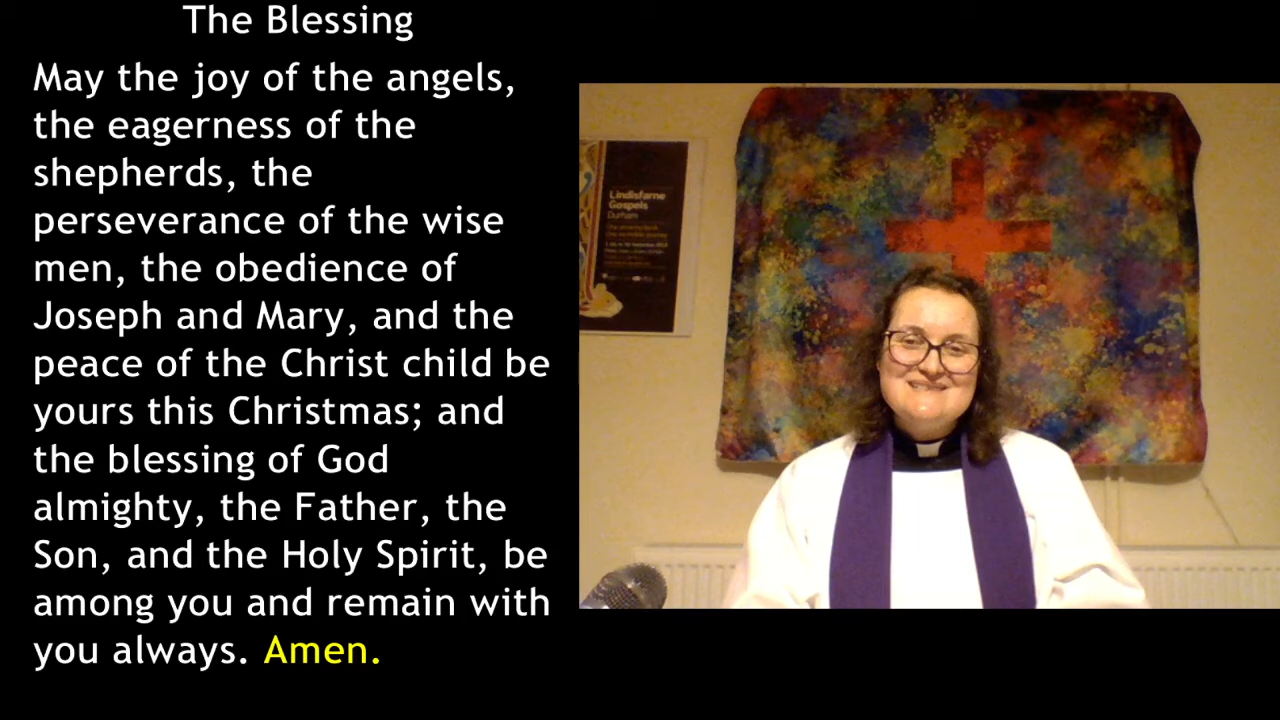 The Blessing
May the joy of the angels,
the eagerness of the
shepherds, the
perseverance of the wise
men, the obedience of
Joseph and Mary, and the
peace of the Christ child be
yours this Christmas; and
the blessing of God
almighty, the Father, the
Son, and the Holy Spirit, be
among you and remain with
you always. Amen.
Lindisfarne
Gospels
Durham